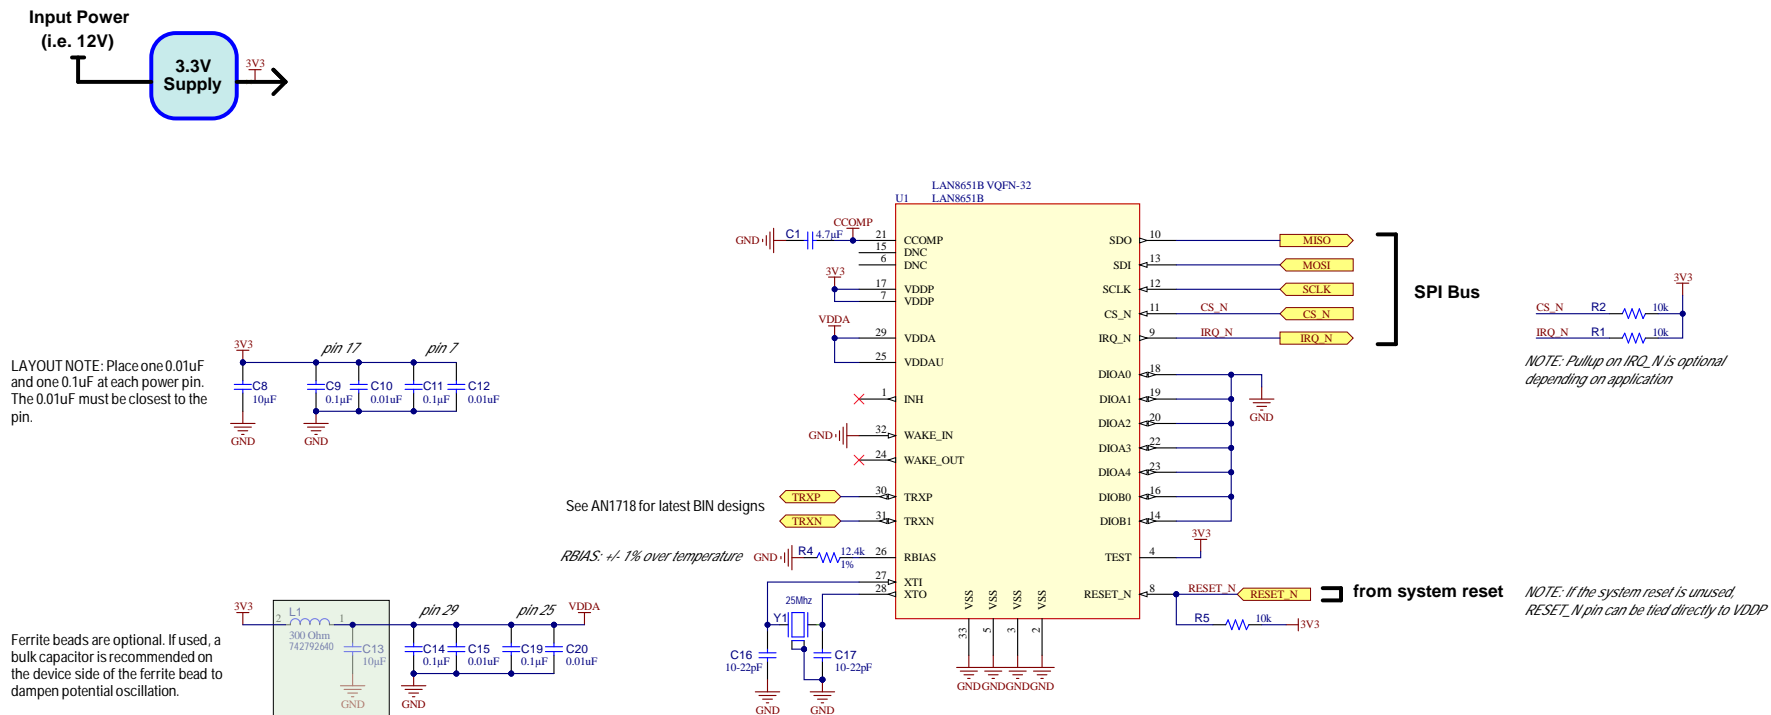 Input Power
(i.e. 12V)
3.3V
Supply
3V3
LAN8651B VQFN-32
U1 LAN8651B
CCOMP
GND C1 4.7µF 21 CCOMP
15 DNC
6 DNC
3V3
17 VDDP
7 VDDP
VDDA
29 VDDA
25 VDDAU
1 INH
GND 32 WAKE_IN
24 WAKE_OUT
See AN1718 for latest BIN designs
TRXP 30 TRXP
TRXN 31 TRXN
RBIAS: +/- 1% over temperature GND R4 12.4k 26 RBIAS
1%
27 XTI
28 XTO
25Mhz
Y1
C16
10-22pF
C17
10-22pF
GND
GND
SDO 10 MISO
SDI 13 MOSI
SCLK 12 SCLK
CS_N 11 CS_N CS_N
IRQ_N 9 IRQ_N IRQ_N
SPI Bus
DIOA0 18
DIOA1 19
DIOA2 20
DIOA3 22
DIOA4 23
DIOB0 16
DIOB1 14
GND
3V3
TEST 4
RESET_N 8 RESET_N RESET_N
from system reset
R5 10k 3V3
VSS VSS VSS VSS
33 5 3 2
GND GND GND GND
3V3
CS_N R2 10k
IRQ_N R1 10k
NOTE: Pullup on IRQ_N is optional
depending on application
NOTE: If the system reset is unused,
RESET_N pin can be tied directly to VDDP
LAYOUT NOTE: Place one 0.01uF
and one 0.1uF at each power pin.
The 0.01uF must be closest to the
pin.
3V3
pin 17 pin 7
C8
10µF
C9
0.1µF
C10
0.01uF
C11
0.1µF
C12
0.01uF
GND
GND
Ferrite beads are optional. If used, a
bulk capacitor is recommended on
the device side of the ferrite bead to
dampen potential oscillation.
3V3
2 L1 1
300 Ohm
742792640
C13
10µF
GND
pin 29 pin 25 VDDA
C14
0.1µF
C15
0.01uF
C19
0.1µF
C20
0.01uF
GND